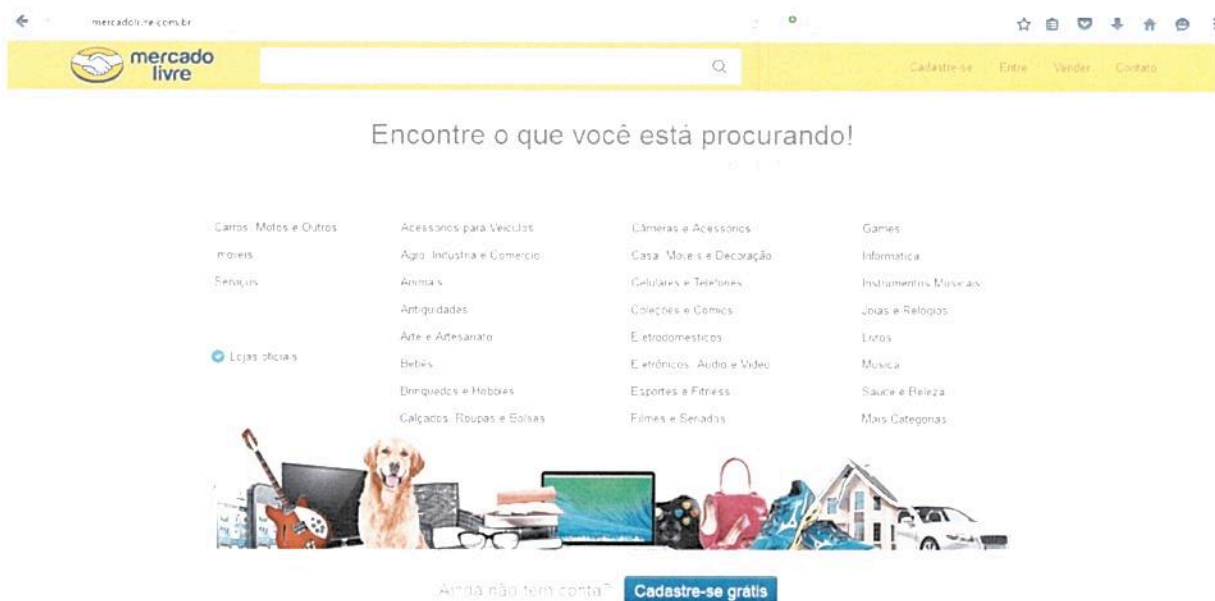 mercadolivre.com.br
mercado
livre
Cadastre-se Entre Vender Contato
Encontre o que você está procurando!
Carros, Motos e Outros
Imóveis
Serviços
Lojas oficiais
Acessórios para Veículos
Agro, Indústria e Comércio
Animais
Antiguidades
Arte e Artesanato
Bebês
Brinquedos e Hobbies
Calçados, Roupas e Bolsas
Câmeras e Acessórios
Casa, Móveis e Decoração
Celulares e Telefones
Coleções e Comics
Eletrodomésticos
Eletrônicos, Áudio e Vídeo
Esportes e Fitness
Filmes e Seriados
Games
Informática
Instrumentos Musicais
Joias e Relógios
Livros
Música
Saúde e Beleza
Mais Categorias
Ainda não tem conta? Cadastre-se grátis